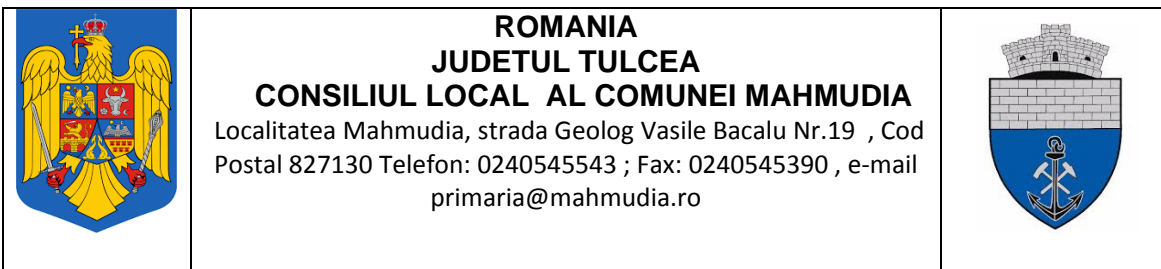 ROMANIA
JUDETUL TULCEA
CONSILIUL LOCAL AL COMUNEI MAHMUDIA
Localitatea Mahmudia, strada Geolog Vasile Bacalu Nr.19 , Cod
Postal 827130 Telefon: 0240545543 ; Fax: 0240545390 , e-mail
primaria@mahmudia.ro